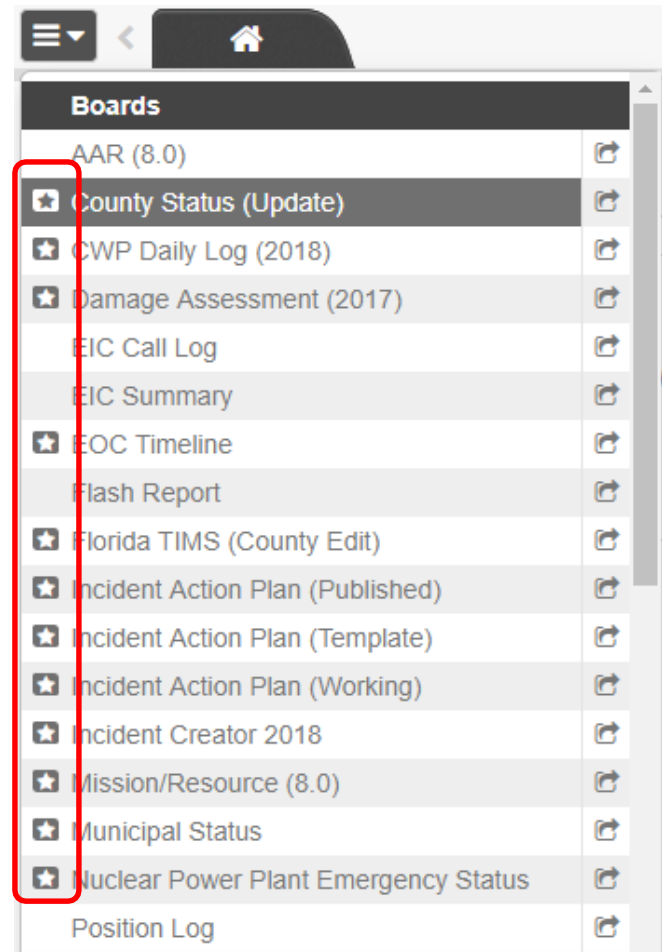 Boards
AAR (8.0)
County Status (Update)
CWP Daily Log (2018)
Damage Assessment (2017)
EIC Call Log
EIC Summary
EOC Timeline
Flash Report
Florida TIMS (County Edit)
Incident Action Plan (Published)
Incident Action Plan (Template)
Incident Action Plan (Working)
Incident Creator 2018
Mission/Resource (8.0)
Municipal Status
Nuclear Power Plant Emergency Status
Position Log